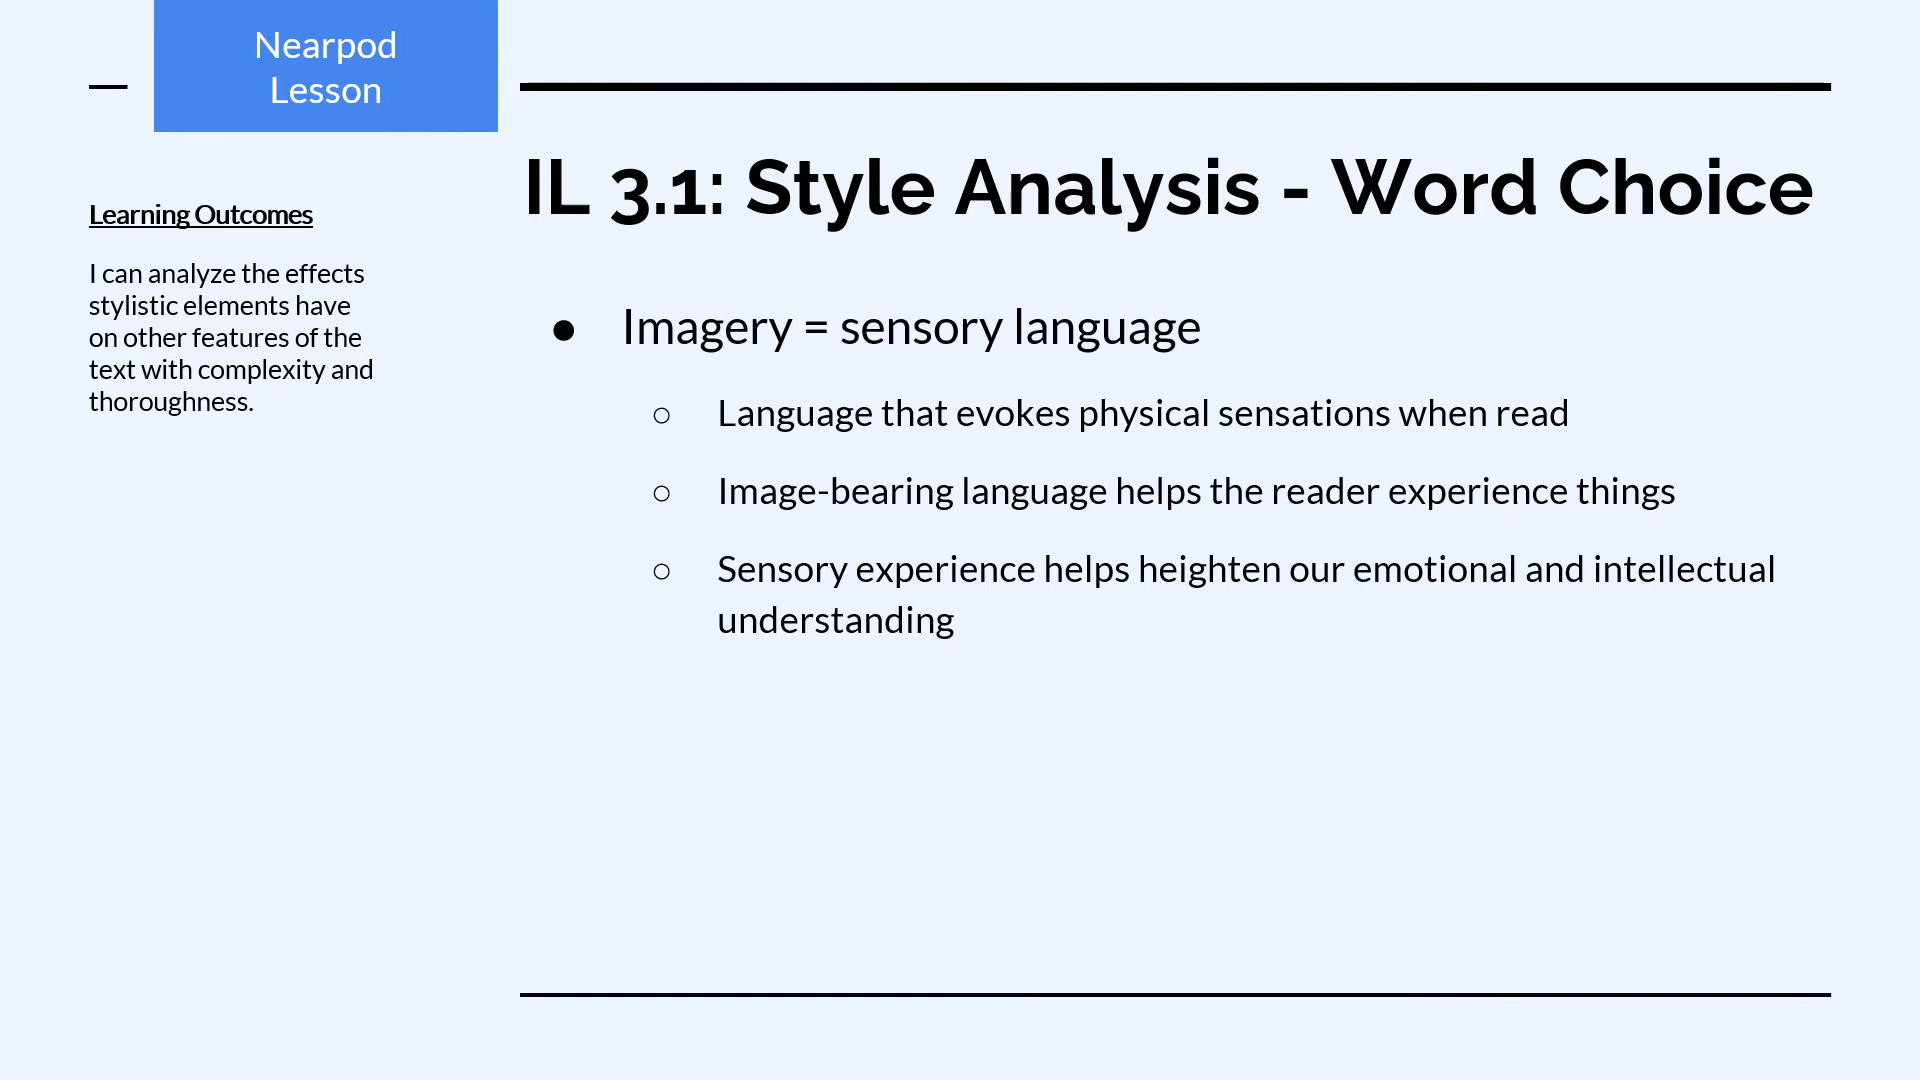 Nearpod
Lesson
Learning Outcomes
I can analyze the effects
stylistic elements have
on other features of the
text with complexity and
thoroughness.
IL 3.1: Style Analysis - Word Choice
● Imagery = sensory language
○ Language that evokes physical sensations when read
○ Image-bearing language helps the reader experience things
○ Sensory experience helps heighten our emotional and intellectual
understanding